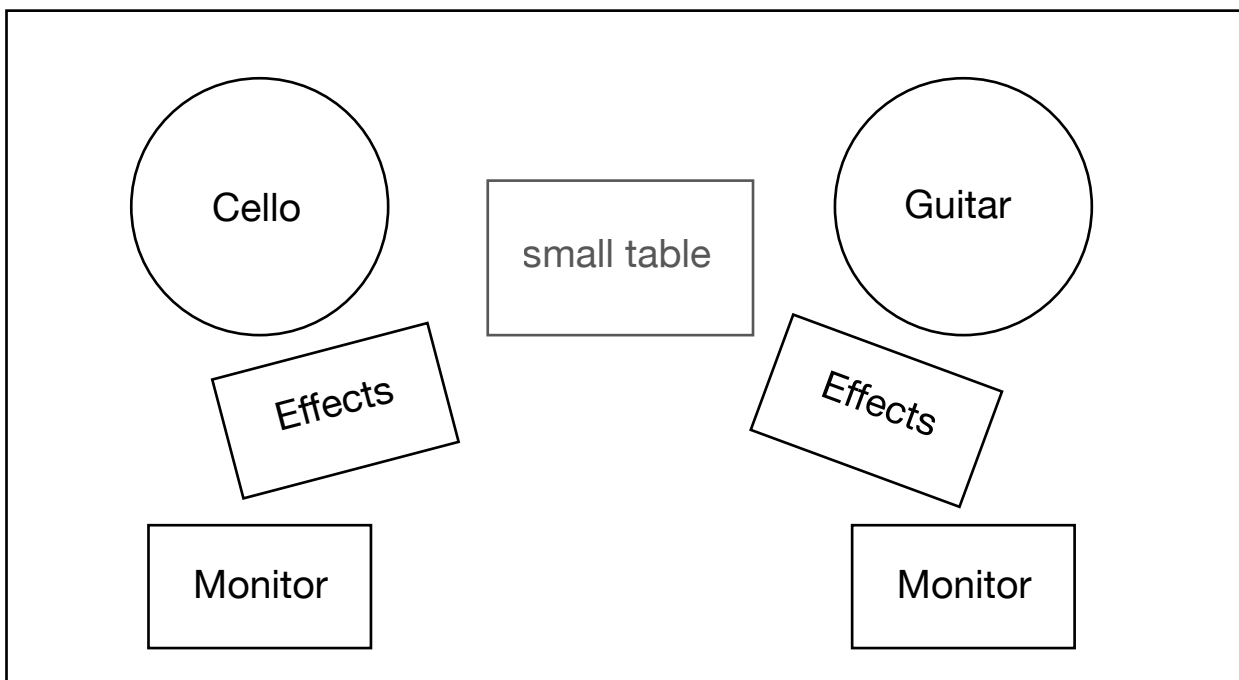 Cello
Guitar
small table
Effects
Effects
Monitor
Monitor